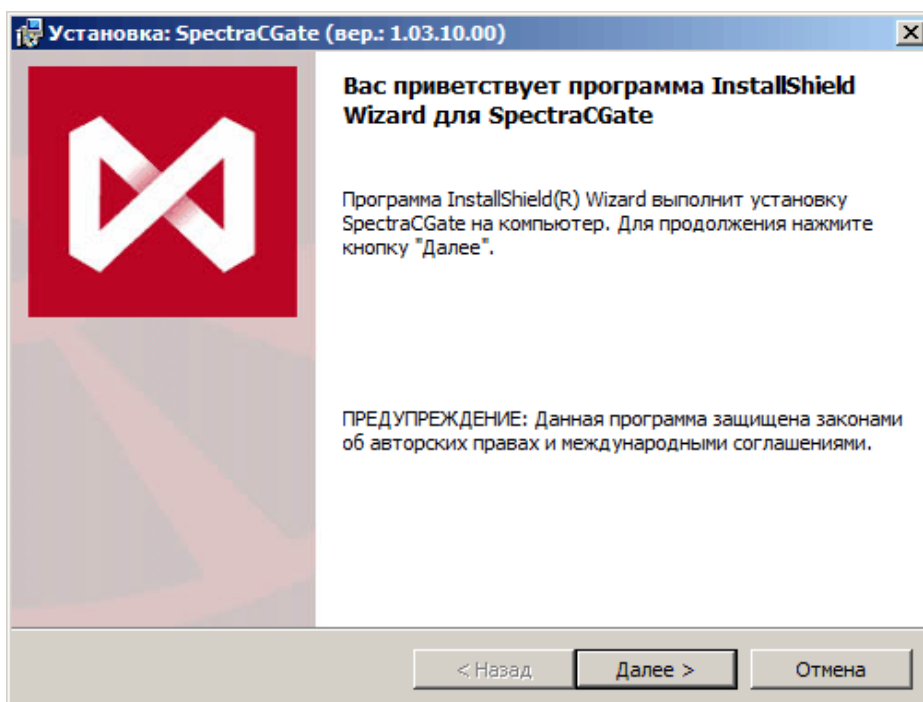 Установка: SpectraCGate (вер.: 1.03.10.00)
Вас приветствует программа InstallShield
Wizard для SpectraCGate
Программа InstallShield(R) Wizard выполнит установку
SpectraCGate на компьютер. Для продолжения нажмите
кнопку "Далее".
ПРЕДУПРЕЖДЕНИЕ: Данная программа защищена законами
об авторских правах и международными соглашениями.
< Назад Далее > Отмена